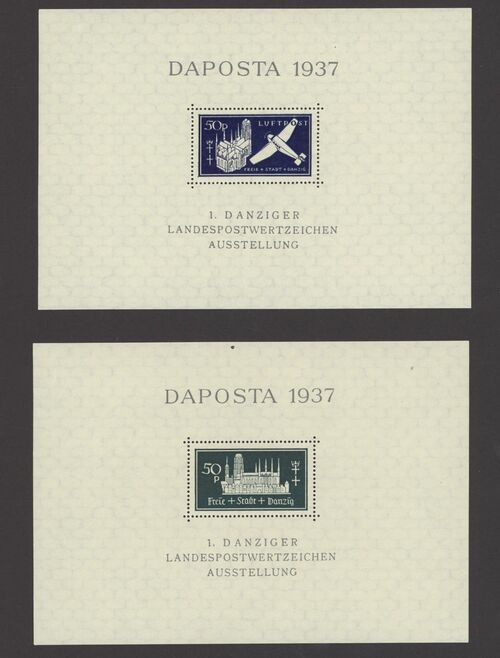 DAPOSTA 1937
50p LUFTPOST
FREIE + STADT + DANZIG
1. DANZIGER
LANDESPOSTWERTZEICHEN
AUSSTELLUNG
DAPOSTA 1937
50
P
Freie + Stadt + Danzig
1. DANZIGER
LANDESPOSTWERTZEICHEN
AUSSTELLUNG